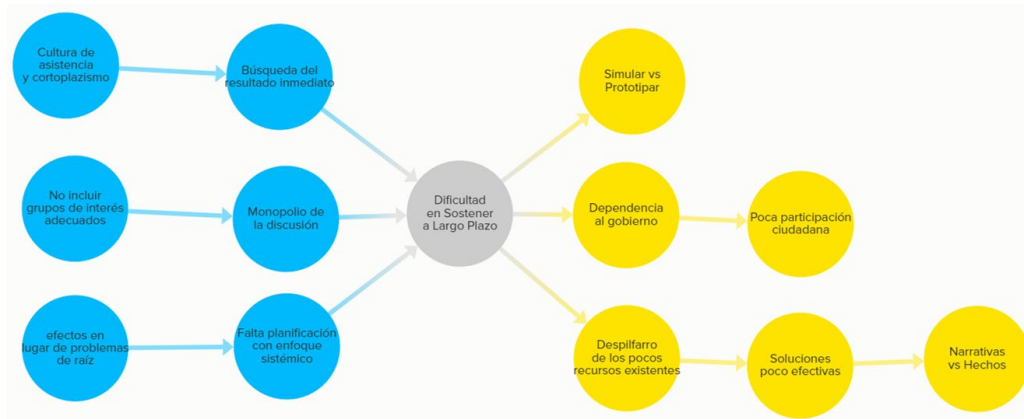 Cultura de
asistencia
y cortoplazismo
Búsqueda del
resultado inmediato
Simular vs
Prototipar
No incluir
grupos de interés
adecuados
Monopolio de
la discusión
Dificultad
en Sostener
a Largo Plazo
Dependencia
al gobierno
Poca participación
ciudadana
efectos en
lugar de problemas
de raíz
Falta planificación
con enfoque
sistémico
Despilfarro
de los pocos
recursos existentes
Soluciones
poco efectivas
Narrativas
vs Hechos